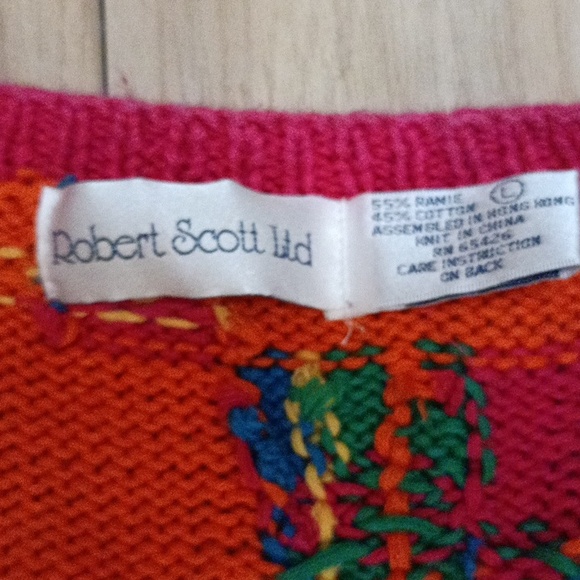 Robert Scott Ltd
55% RAMIE L
45% COTTON
ASSEMBLED IN HONG KONG
KNIT IN CHINA
RN 65426
CARE INSTRUCTION
ON BACK